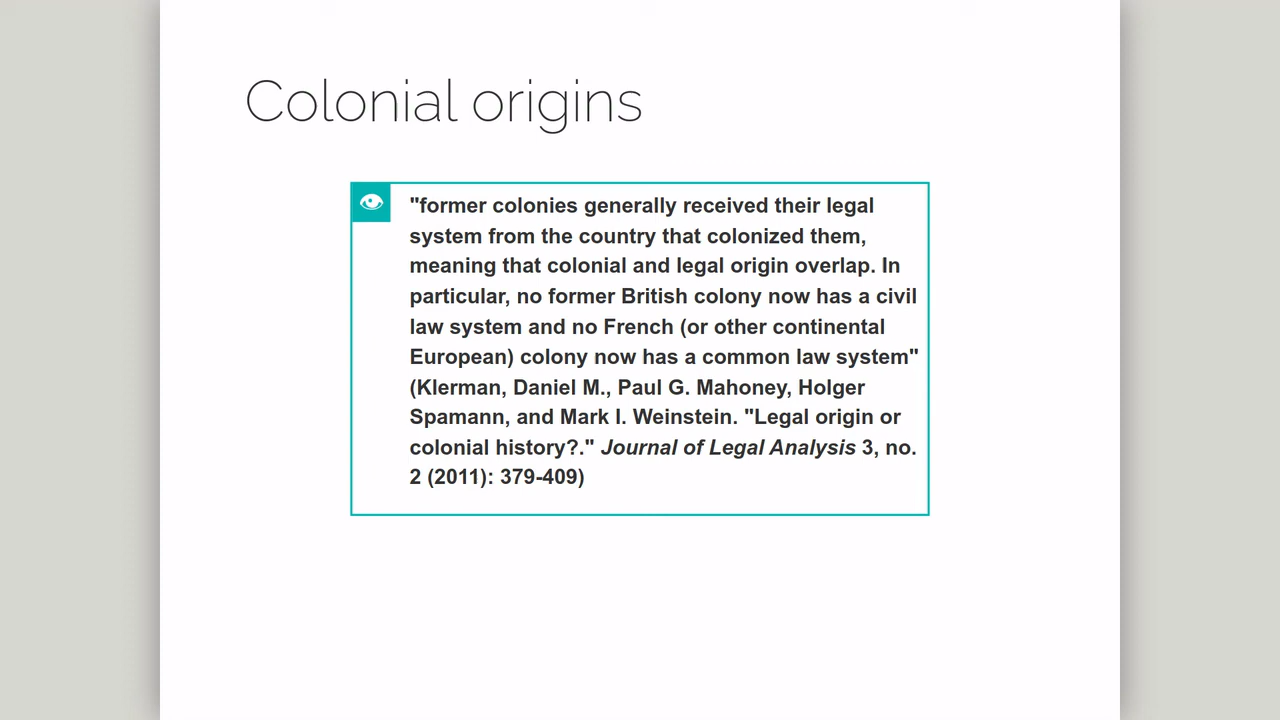 Colonial origins
"former colonies generally received their legal
system from the country that colonized them,
meaning that colonial and legal origin overlap. In
particular, no former British colony now has a civil
law system and no French (or other continental
European) colony now has a common law system"
(Klerman, Daniel M., Paul G. Mahoney, Holger
Spamann, and Mark I. Weinstein. "Legal origin or
colonial history?." Journal of Legal Analysis 3, no.
2 (2011): 379-409)